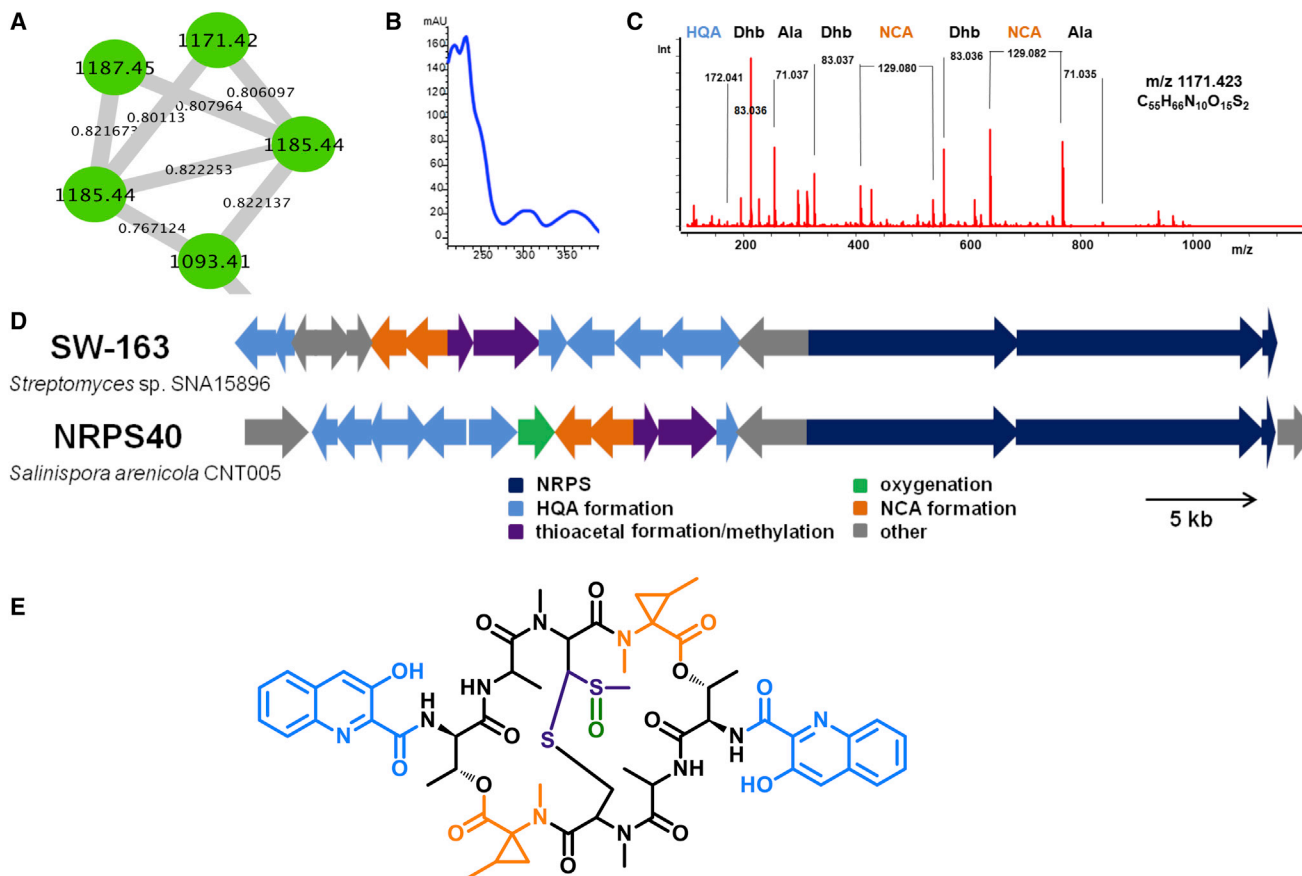 A
1171.42
1187.45
0.807964
0.806097
0.80113
0.821673
1185.44
0.822253
1185.44
0.822137
0.767124
1093.41
B
mAU
160
140
120
100
80
60
40
20
0
250 300 350
C
HQA Dhb Ala Dhb NCA Dhb NCA Ala
Int
172.041
83.036
71.037
83.037
129.080
83.036
129.082
71.035
m/z 1171.423
C₅₅H₆₆N₁₀O₁₅S₂
200 400 600 800 1000 m/z
D
SW-163
Streptomyces sp. SNA15896
NRPS40
Salinispora arenicola CNT005
NRPS
HQA formation
thioacetal formation/methylation
oxygenation
NCA formation
other
5 kb
E
O
N
O
O
N
O
OH
O
H
N
NH
S
O
O
N
O
O
S
O
O
NH
N
H
N
HO
O
O
N
O
N
O